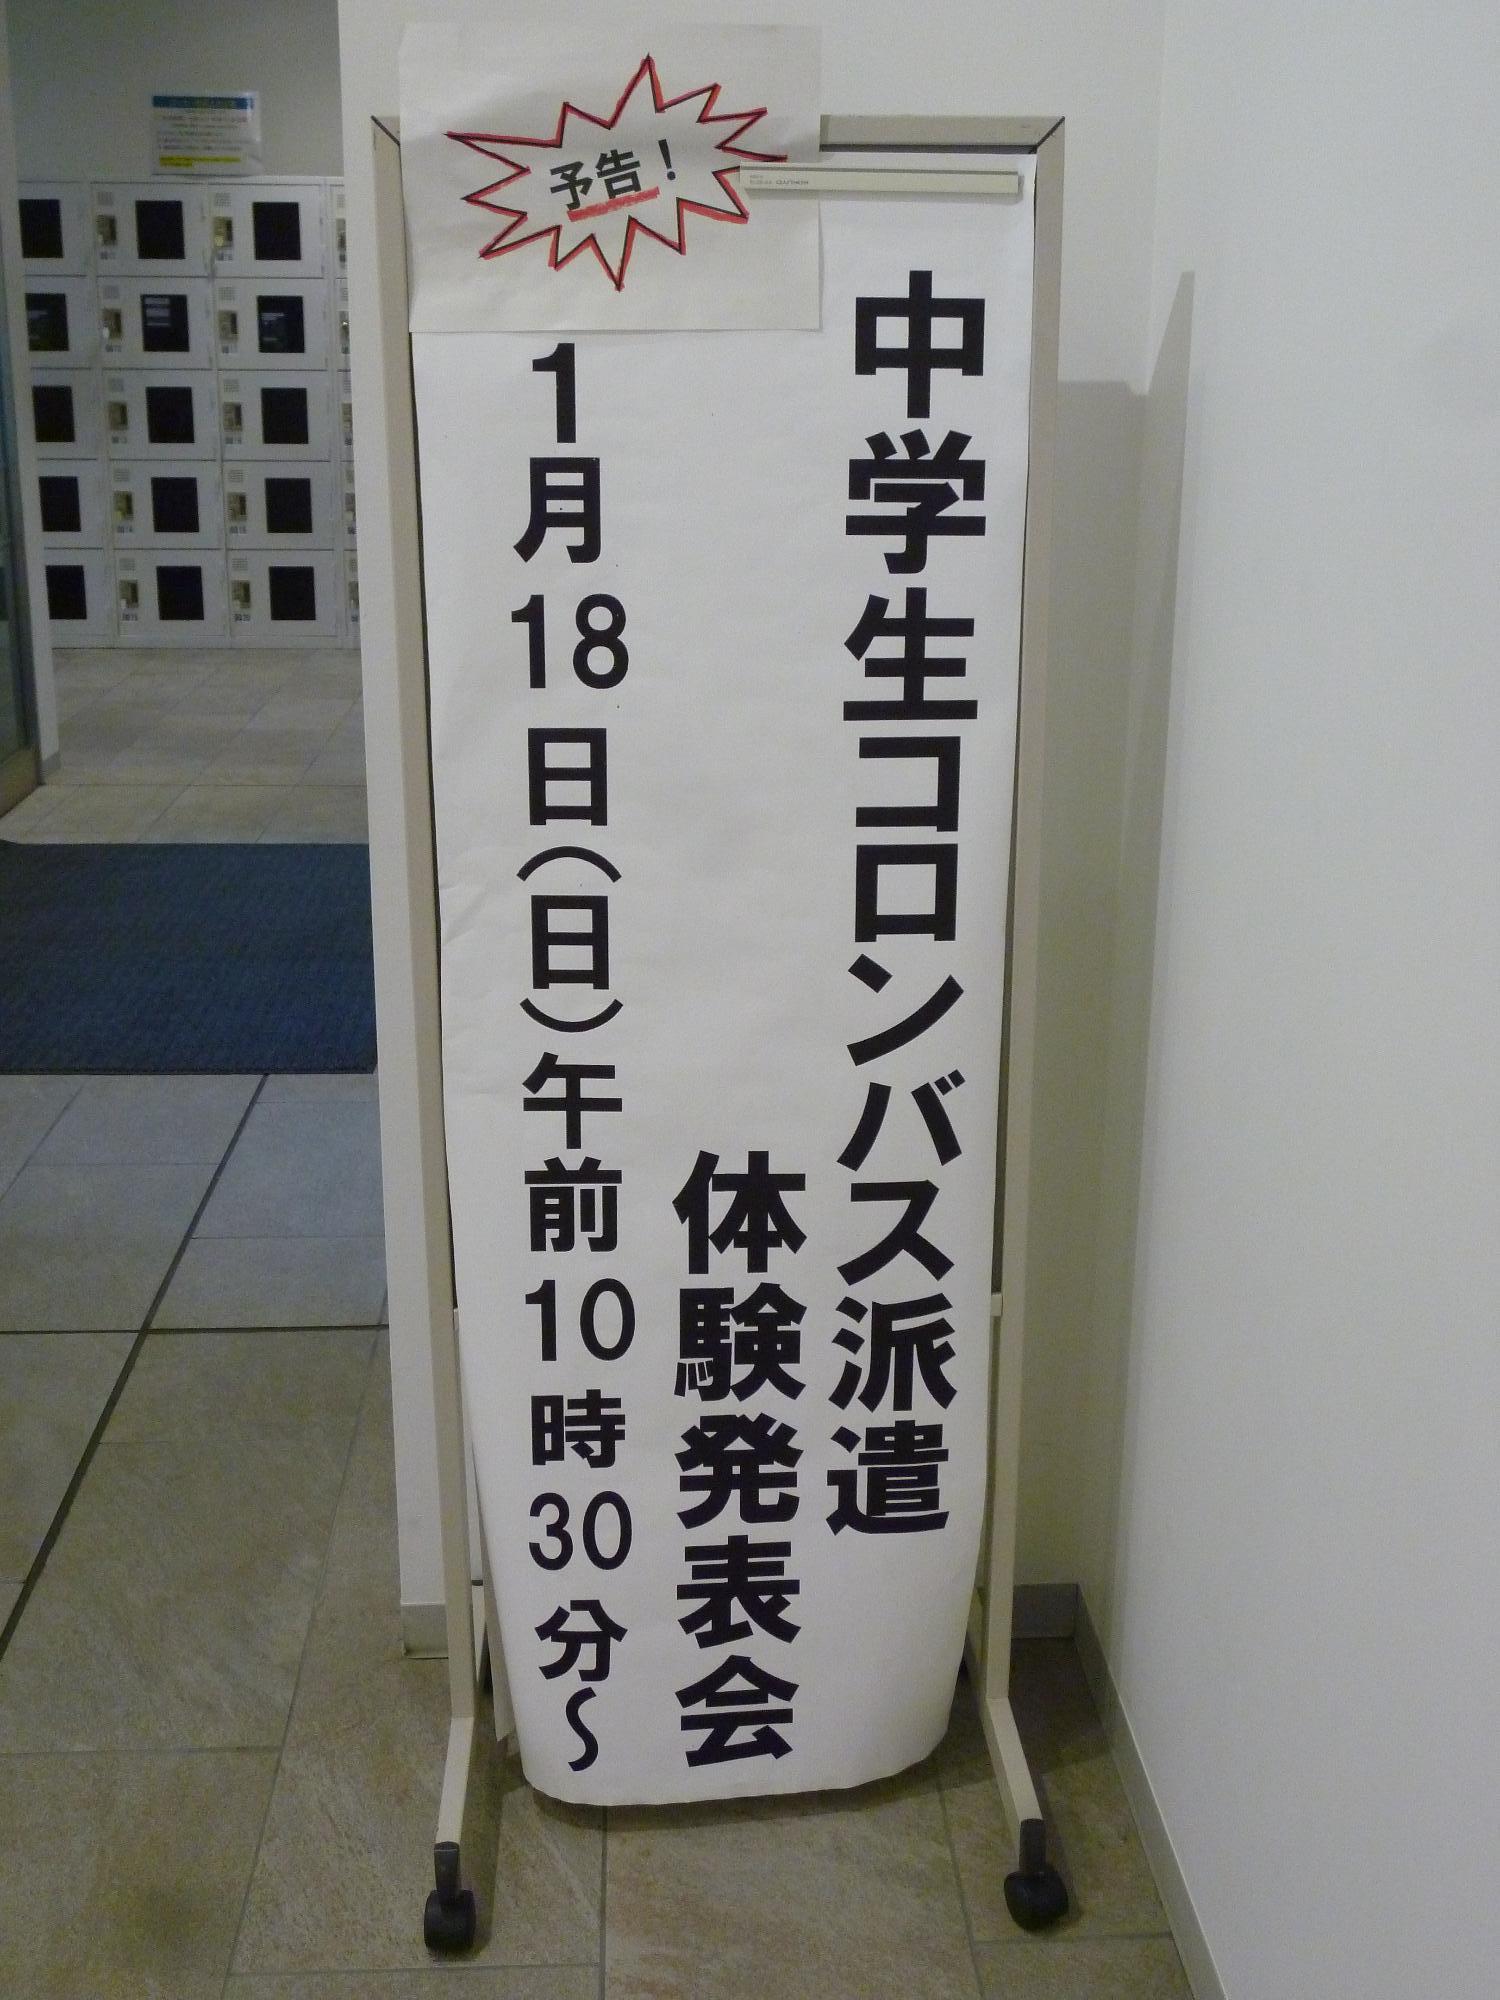 予告！
中学生コロンバス派遣
体験発表会
1月18日(日)午前10時30分～